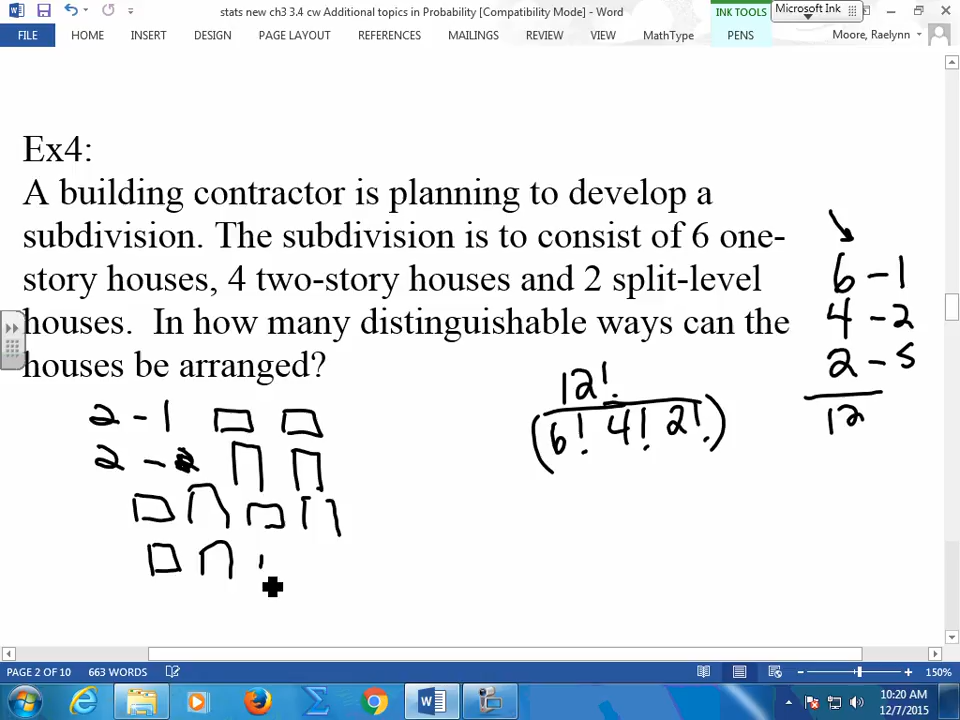 stats new ch3 3.4 cw Additional topics in Probability [Compatibility Mode] - Word
INK TOOLS
Microsoft Ink
FILE HOME INSERT DESIGN PAGE LAYOUT REFERENCES MAILINGS REVIEW VIEW MathType PENS
Moore, Raelynn
Ex4:
A building contractor is planning to develop a
subdivision. The subdivision is to consist of 6 one-
story houses, 4 two-story houses and 2 split-level
houses. In how many distinguishable ways can the
houses be arranged?
6 - 1
4 - 2
2 - S
12
12!
(6! 4! 2!)
2 - 1
2 - 2
PAGE 2 OF 10 663 WORDS
150%
10:20 AM
12/7/2015